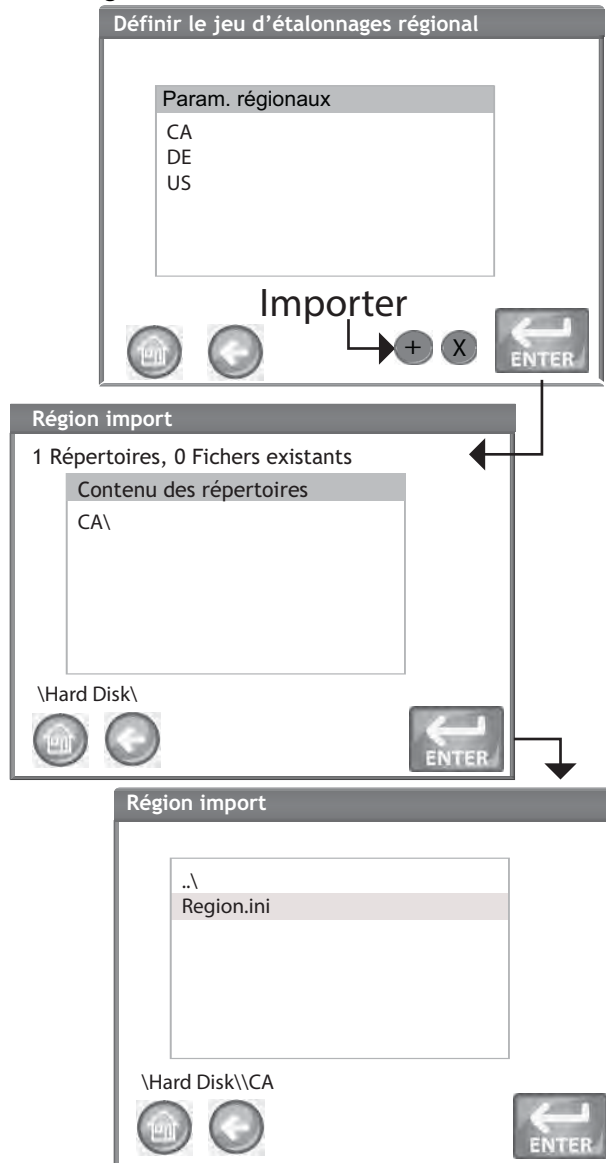 Définir le jeu d’étalonnages régional
Param. régionaux
CA
DE
US
Importer
+ X
ENTER
Région import
1 Répertoires, 0 Fichers existants
Contenu des répertoires
CA\
\Hard Disk\
ENTER
Région import
..\
Region.ini
\Hard Disk\\CA
ENTER